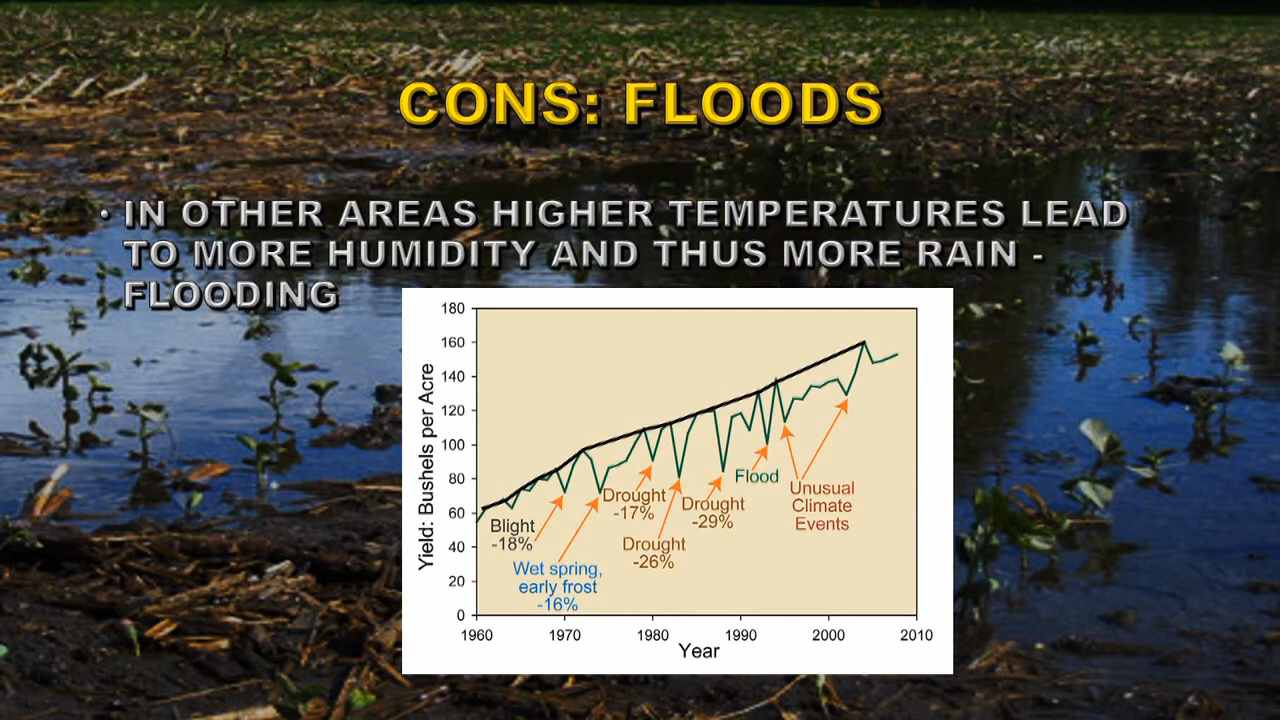 CONS: FLOODS
• IN OTHER AREAS HIGHER TEMPERATURES LEAD
TO MORE HUMIDITY AND THUS MORE RAIN -
FLOODING
180
160
140
120
100
80
60
40
20
0
Yield: Bushels per Acre
Blight
-18%
Wet spring,
early frost
-16%
Drought
-17%
Drought
-26%
Drought
-29%
Flood
Unusual
Climate
Events
1960 1970 1980 1990 2000 2010
Year